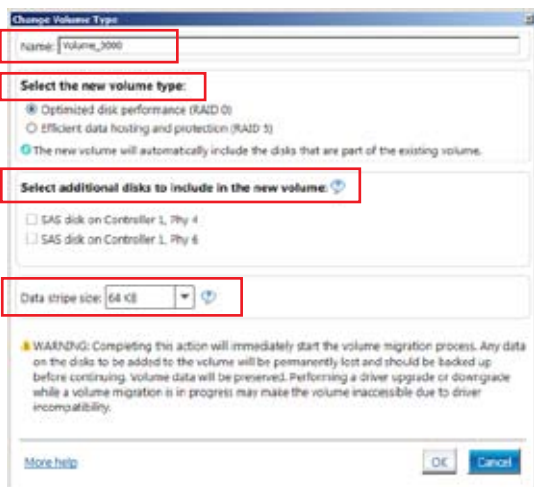 Change Volume Type
Name: Volume_3000
Select the new volume type:
Optimized disk performance (RAID 0)
Efficient data hosting and protection (RAID 5)
The new volume will automatically include the disks that are part of the existing volume.
Select additional disks to include in the new volume:
SAS disk on Controller 1, Phy 4
SAS disk on Controller 1, Phy 6
Data stripe size: 64 KB
WARNING: Completing this action will immediately start the volume migration process. Any data
on the disks to be added to the volume will be permanently lost and should be backed up
before continuing. Volume data will be preserved. Performing a driver upgrade or downgrade
while a volume migration is in progress may make the volume inaccessible due to driver
incompatibility.
More help
OK
Cancel